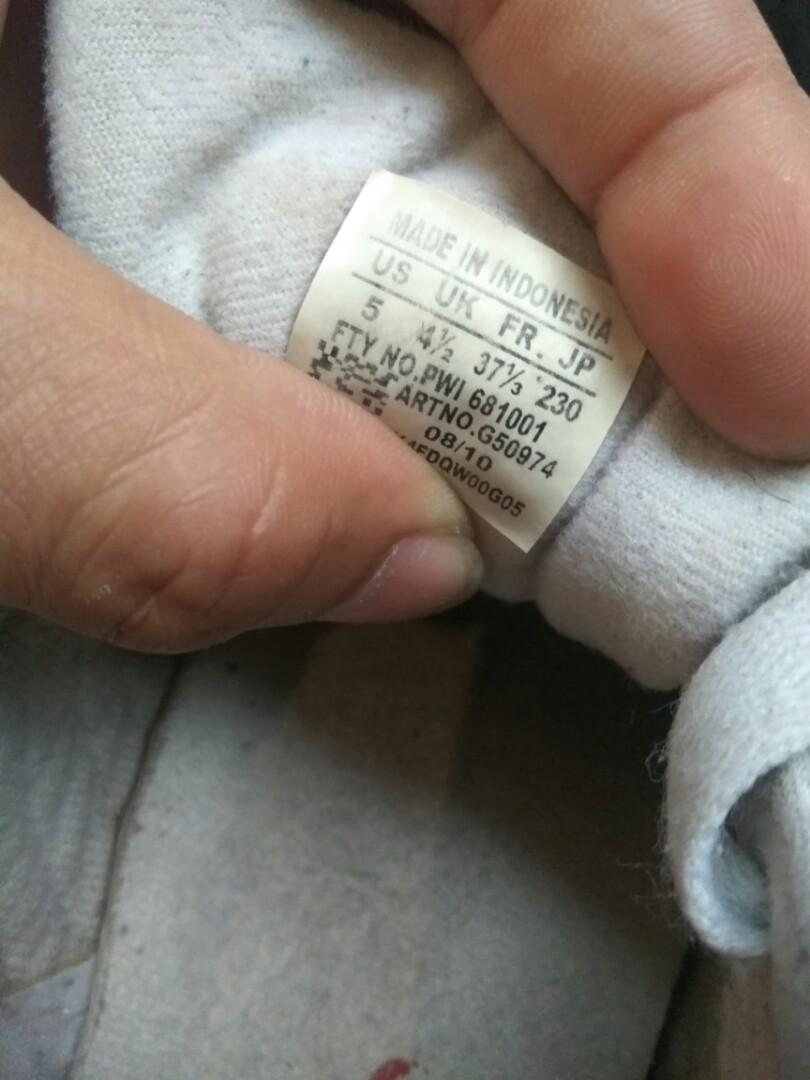 MADE IN INDONESIA
US UK FR. JP
5 4½ 37⅓ 230
FTY NO.PWI 681001
ARTNO.G50974
08/10